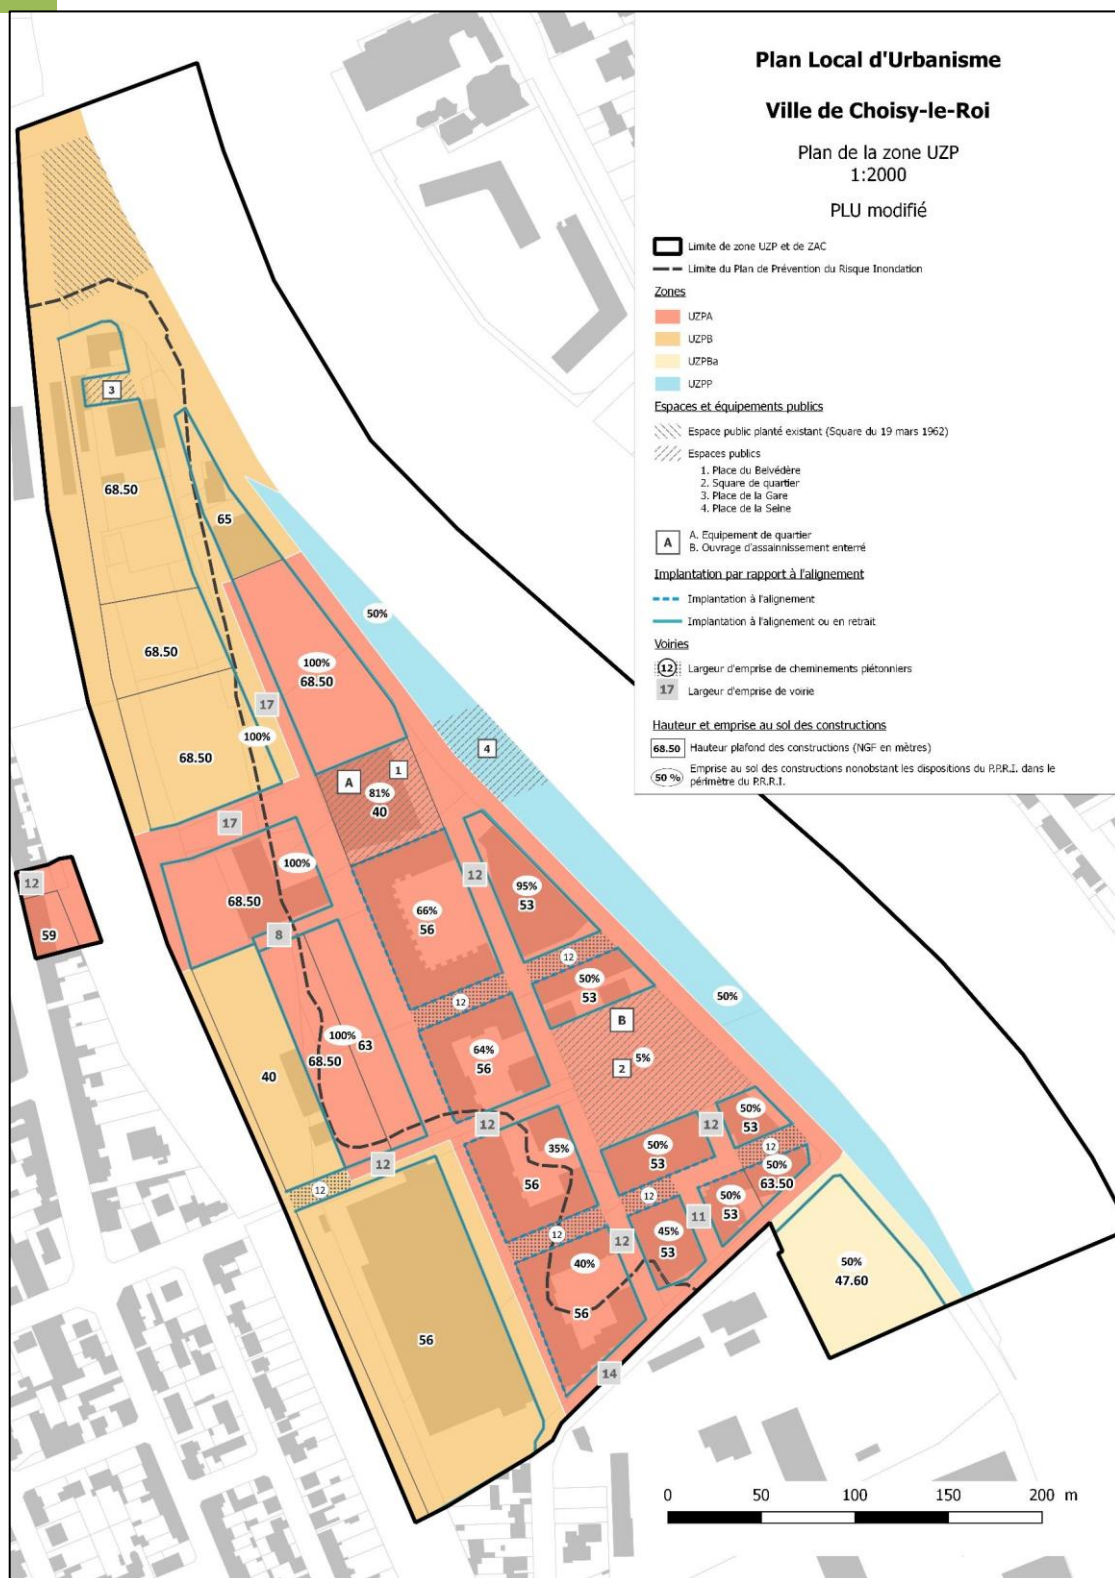 Plan Local d'Urbanisme
Ville de Choisy-le-Roi
Plan de la zone UZP
1:2000
PLU modifié
Limite de zone UZP et de ZAC
Limite du Plan de Prévention du Risque Inondation
Zones
UZPA
UZPB
UZPBa
UZPP
Espaces et équipements publics
Espace public planté existant (Square du 19 mars 1962)
Espaces publics
1. Place du Belvédère
2. Square de quartier
3. Place de la Gare
4. Place de la Seine
A
A. Equipement de quartier
B. Ouvrage d'assainnissement enterré
Implantation par rapport à l'alignement
Implantation à l'alignement
Implantation à l'alignement ou en retrait
Voiries
12 Largeur d'emprise de cheminements piétonniers
17 Largeur d'emprise de voirie
Hauteur et emprise au sol des constructions
68.50 Hauteur plafond des constructions (NGF en mètres)
50 % Emprise au sol des constructions nonobstant les dispositions du P.P.R.I. dans le
périmètre du P.R.R.I.
3
68.50
65
50%
68.50
100%
68.50
17
100%
4
68.50
A
1
81%
40
17
100%
12
12
95%
68.50
53
66%
59
56
8
12
50%
53
12
50%
B
100%
63
68.50
64%
56
5%
2
40
50%
53
12
12
50%
53
12
35%
12
50%
63.50
56
12
12
50%
53
11
12
12
45%
53
40%
50%
47.60
56
56
14
0 50 100 150 200 m